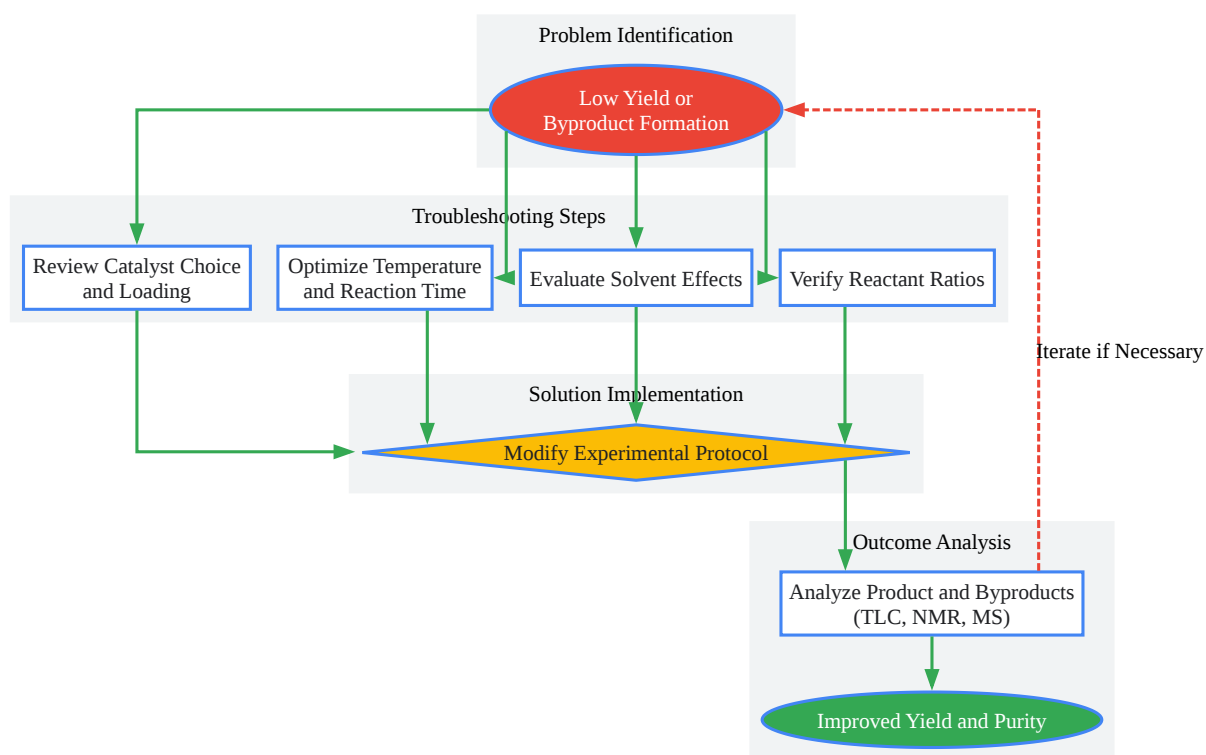 Problem Identification
Low Yield or
Byproduct Formation
Troubleshooting Steps
Review Catalyst Choice
and Loading
Optimize Temperature
and Reaction Time
Evaluate Solvent Effects
Verify Reactant Ratios
Iterate if Necessary
Solution Implementation
Modify Experimental Protocol
Outcome Analysis
Analyze Product and Byproducts
(TLC, NMR, MS)
Improved Yield and Purity